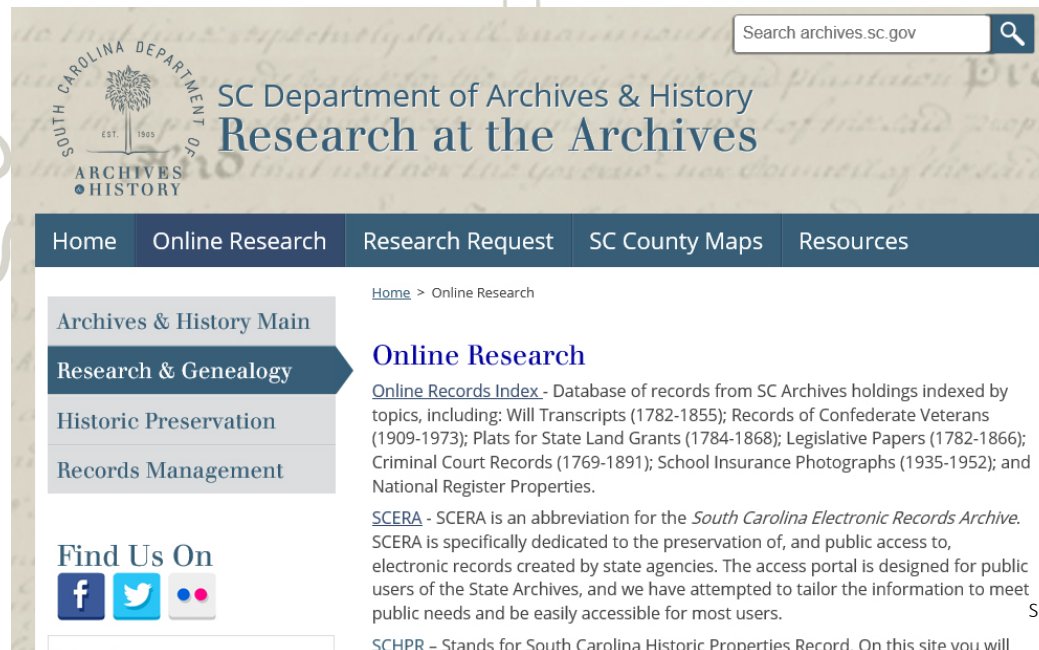 Search archives.sc.gov
SOUTH CAROLINA DEPARTMENT OF
EST. 1905
ARCHIVES
& HISTORY
SC Department of Archives & History
Research at the Archives
Home Online Research Research Request SC County Maps Resources
Home > Online Research
Archives & History Main
Research & Genealogy
Historic Preservation
Records Management
Find Us On
Online Research
Online Records Index - Database of records from SC Archives holdings indexed by
topics, including: Will Transcripts (1782-1855); Records of Confederate Veterans
(1909-1973); Plats for State Land Grants (1784-1868); Legislative Papers (1782-1866);
Criminal Court Records (1769-1891); School Insurance Photographs (1935-1952); and
National Register Properties.
SCERA - SCERA is an abbreviation for the South Carolina Electronic Records Archive.
SCERA is specifically dedicated to the preservation of, and public access to,
electronic records created by state agencies. The access portal is designed for public
users of the State Archives, and we have attempted to tailor the information to meet
public needs and be easily accessible for most users.
S
SCHPR – Stands for South Carolina Historic Properties Record. On this site you will